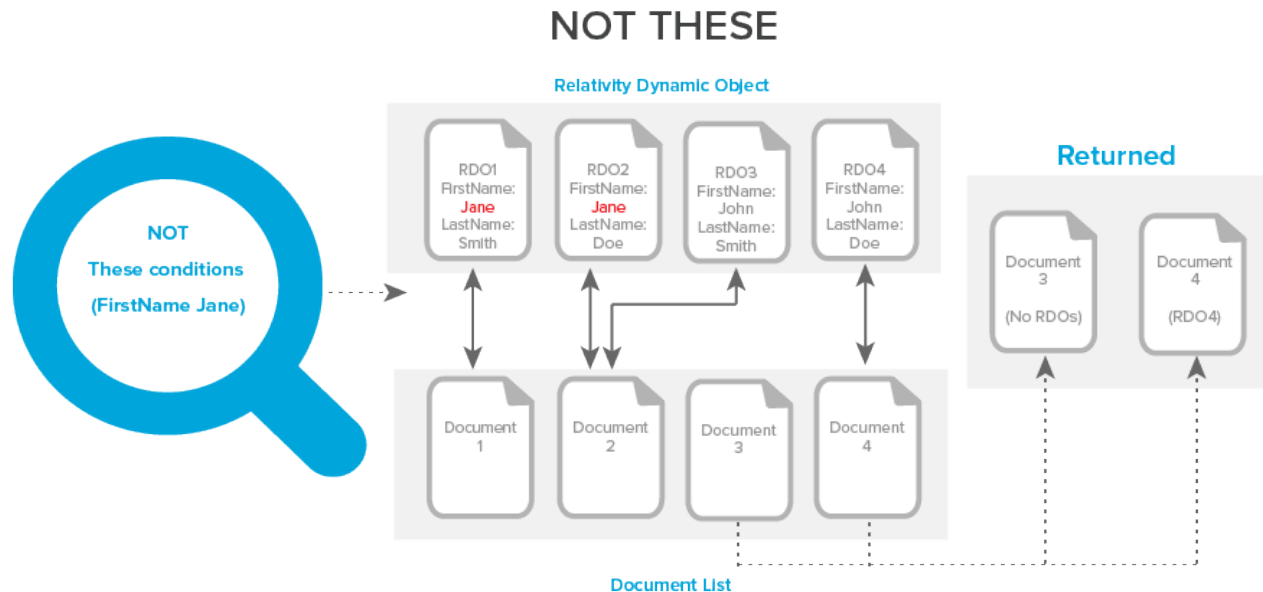 NOT THESE
Relativity Dynamic Object
RDO1
FirstName:
Jane
LastName:
Smith
RDO2
FirstName:
Jane
LastName:
Doe
RDO3
FirstName:
John
LastName:
Smith
RDO4
FirstName:
John
LastName:
Doe
NOT
These conditions
(FirstName Jane)
Returned
Document
3
(No RDOs)
Document
4
(RDO4)
Document
1
Document
2
Document
3
Document
4
Document List